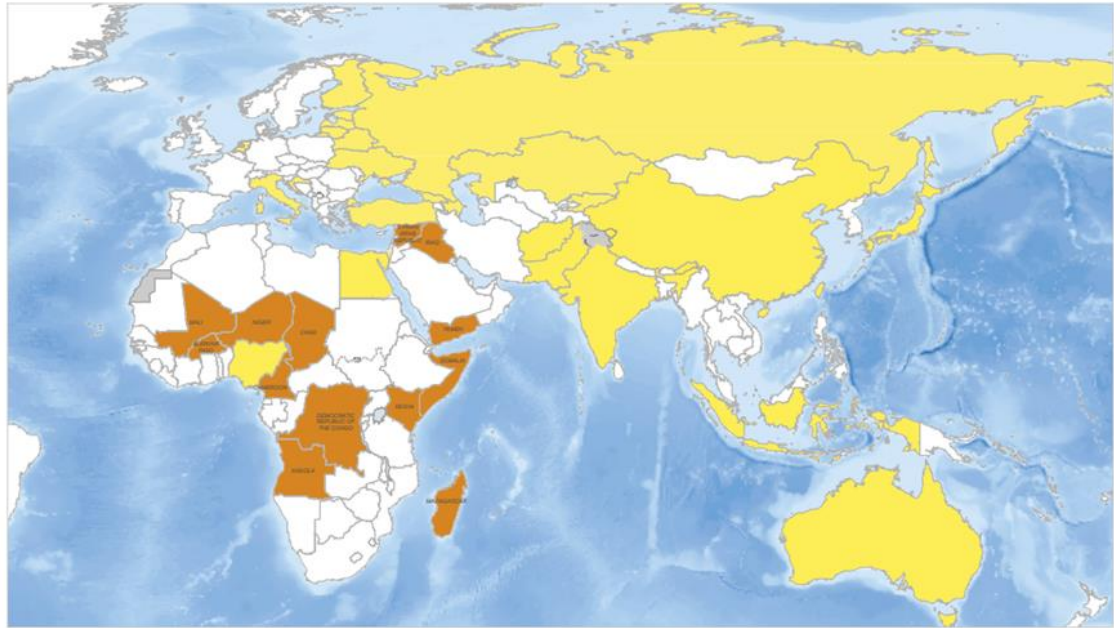 SYRIAN
ARAB
REPUBLIC
IRAQ
MALI
NIGER
CHAD
BURKINA
FASO
YEMEN
SOMALIA
CAMEROON
KENYA
DEMOCRATIC
REPUBLIC OF
THE CONGO
ANGOLA
MADAGASCAR